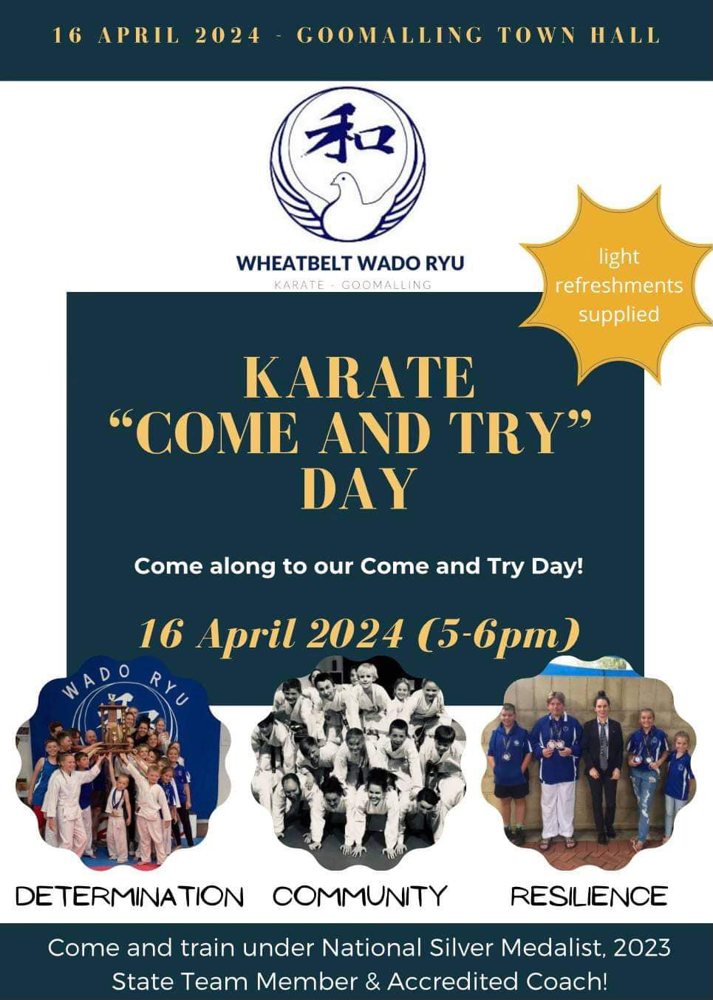 16 APRIL 2024 - GOOMALLING TOWN HALL
和
WHEATBELT WADO RYU
KARATE - GOOMALLING
light
refreshments
supplied
KARATE
“COME AND TRY”
DAY
Come along to our Come and Try Day!
16 April 2024 (5-6pm)
WADO RYU
DETERMINATION
COMMUNITY
RESILIENCE
Come and train under National Silver Medalist, 2023
State Team Member & Accredited Coach!